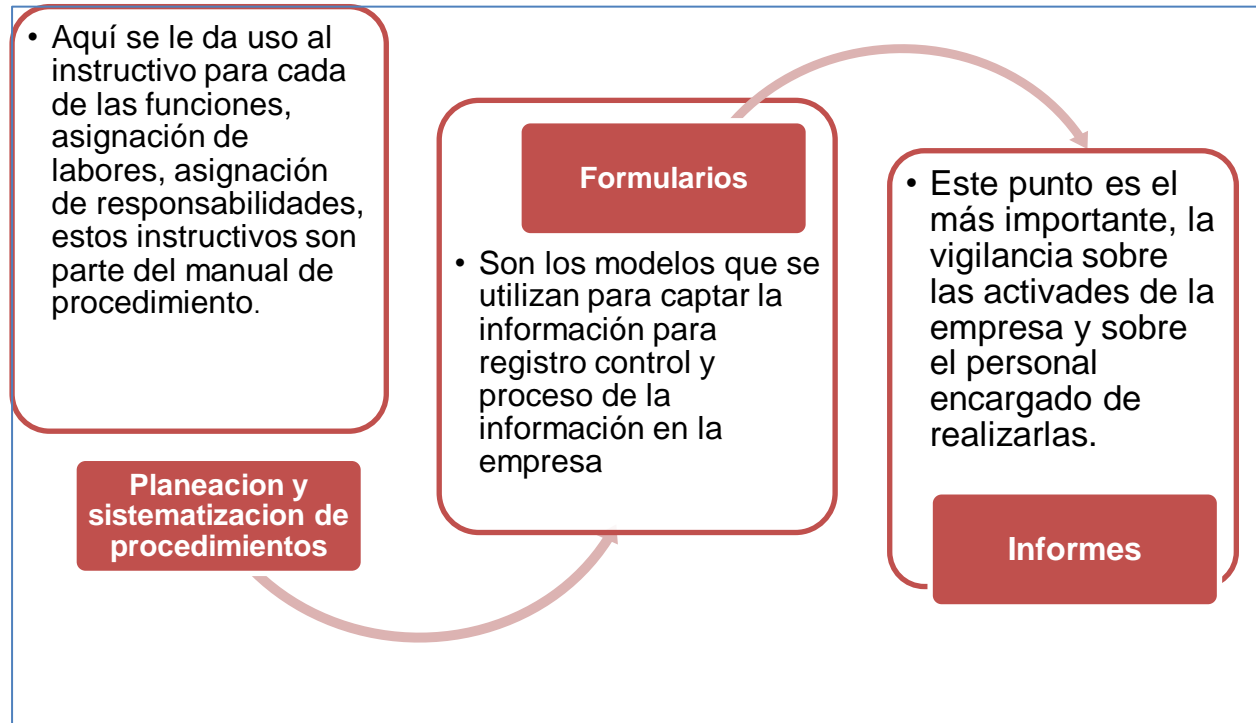 • Aquí se le da uso al
instructivo para cada
de las funciones,
asignación de
labores, asignación
de responsabilidades,
estos instructivos son
parte del manual de
procedimiento.
Planeacion y
sistematizacion de
procedimientos
Formularios
• Son los modelos que se
utilizan para captar la
información para
registro control y
proceso de la
información en la
empresa
• Este punto es el
más importante, la
vigilancia sobre
las activades de la
empresa y sobre
el personal
encargado de
realizarlas.
Informes